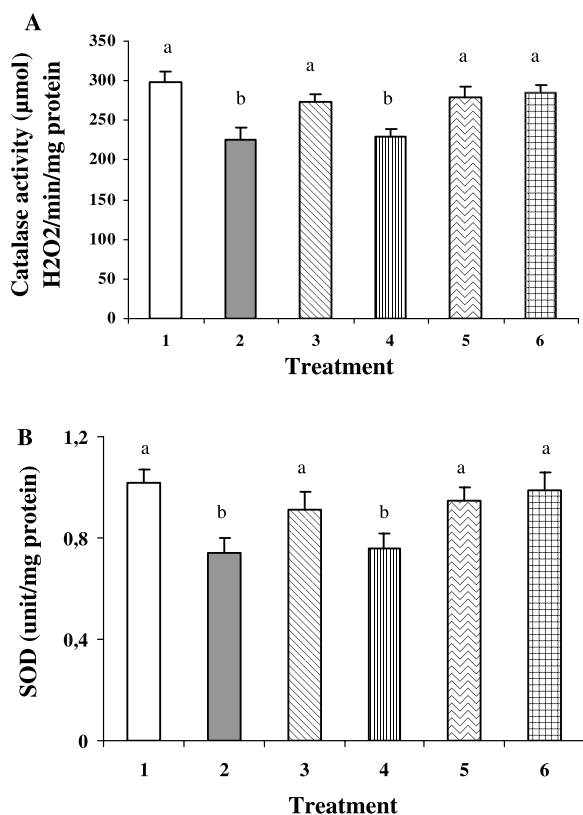 A
Catalase activity (μmol)
H2O2/min/mg protein
350
300
250
200
150
100
50
0
a
b
a
b
a
a
1 2 3 4 5 6
Treatment
B
SOD (unit/mg protein)
1,2
0,8
0,4
0
a
b
a
b
a
a
1 2 3 4 5 6
Treatment